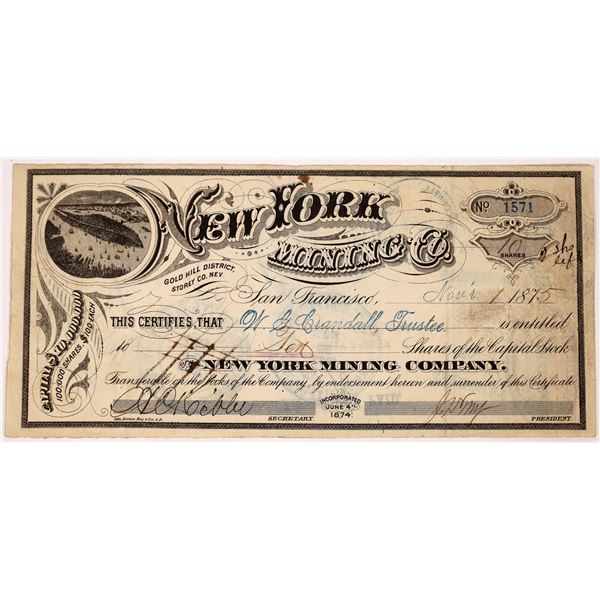 NEW YORK
MINING Co.
No. 1571
10
SHARES
GOLD HILL DISTRICT,
STOREY CO. NEV.
CAPITAL $10,000,000
100,000 SHARES, $100 EACH
San Francisco, Nov'r 1 1875
THIS CERTIFIES, THAT W E Crandall, Trustee is entitled
to Ten Shares of the Capital Stock
OF THE NEW YORK MINING COMPANY.
Transferable on the books of the Company, by endorsement hereon and surrender of this Certificate
SECRETARY.
INCORPORATED
JUNE 4TH
1874
PRESIDENT